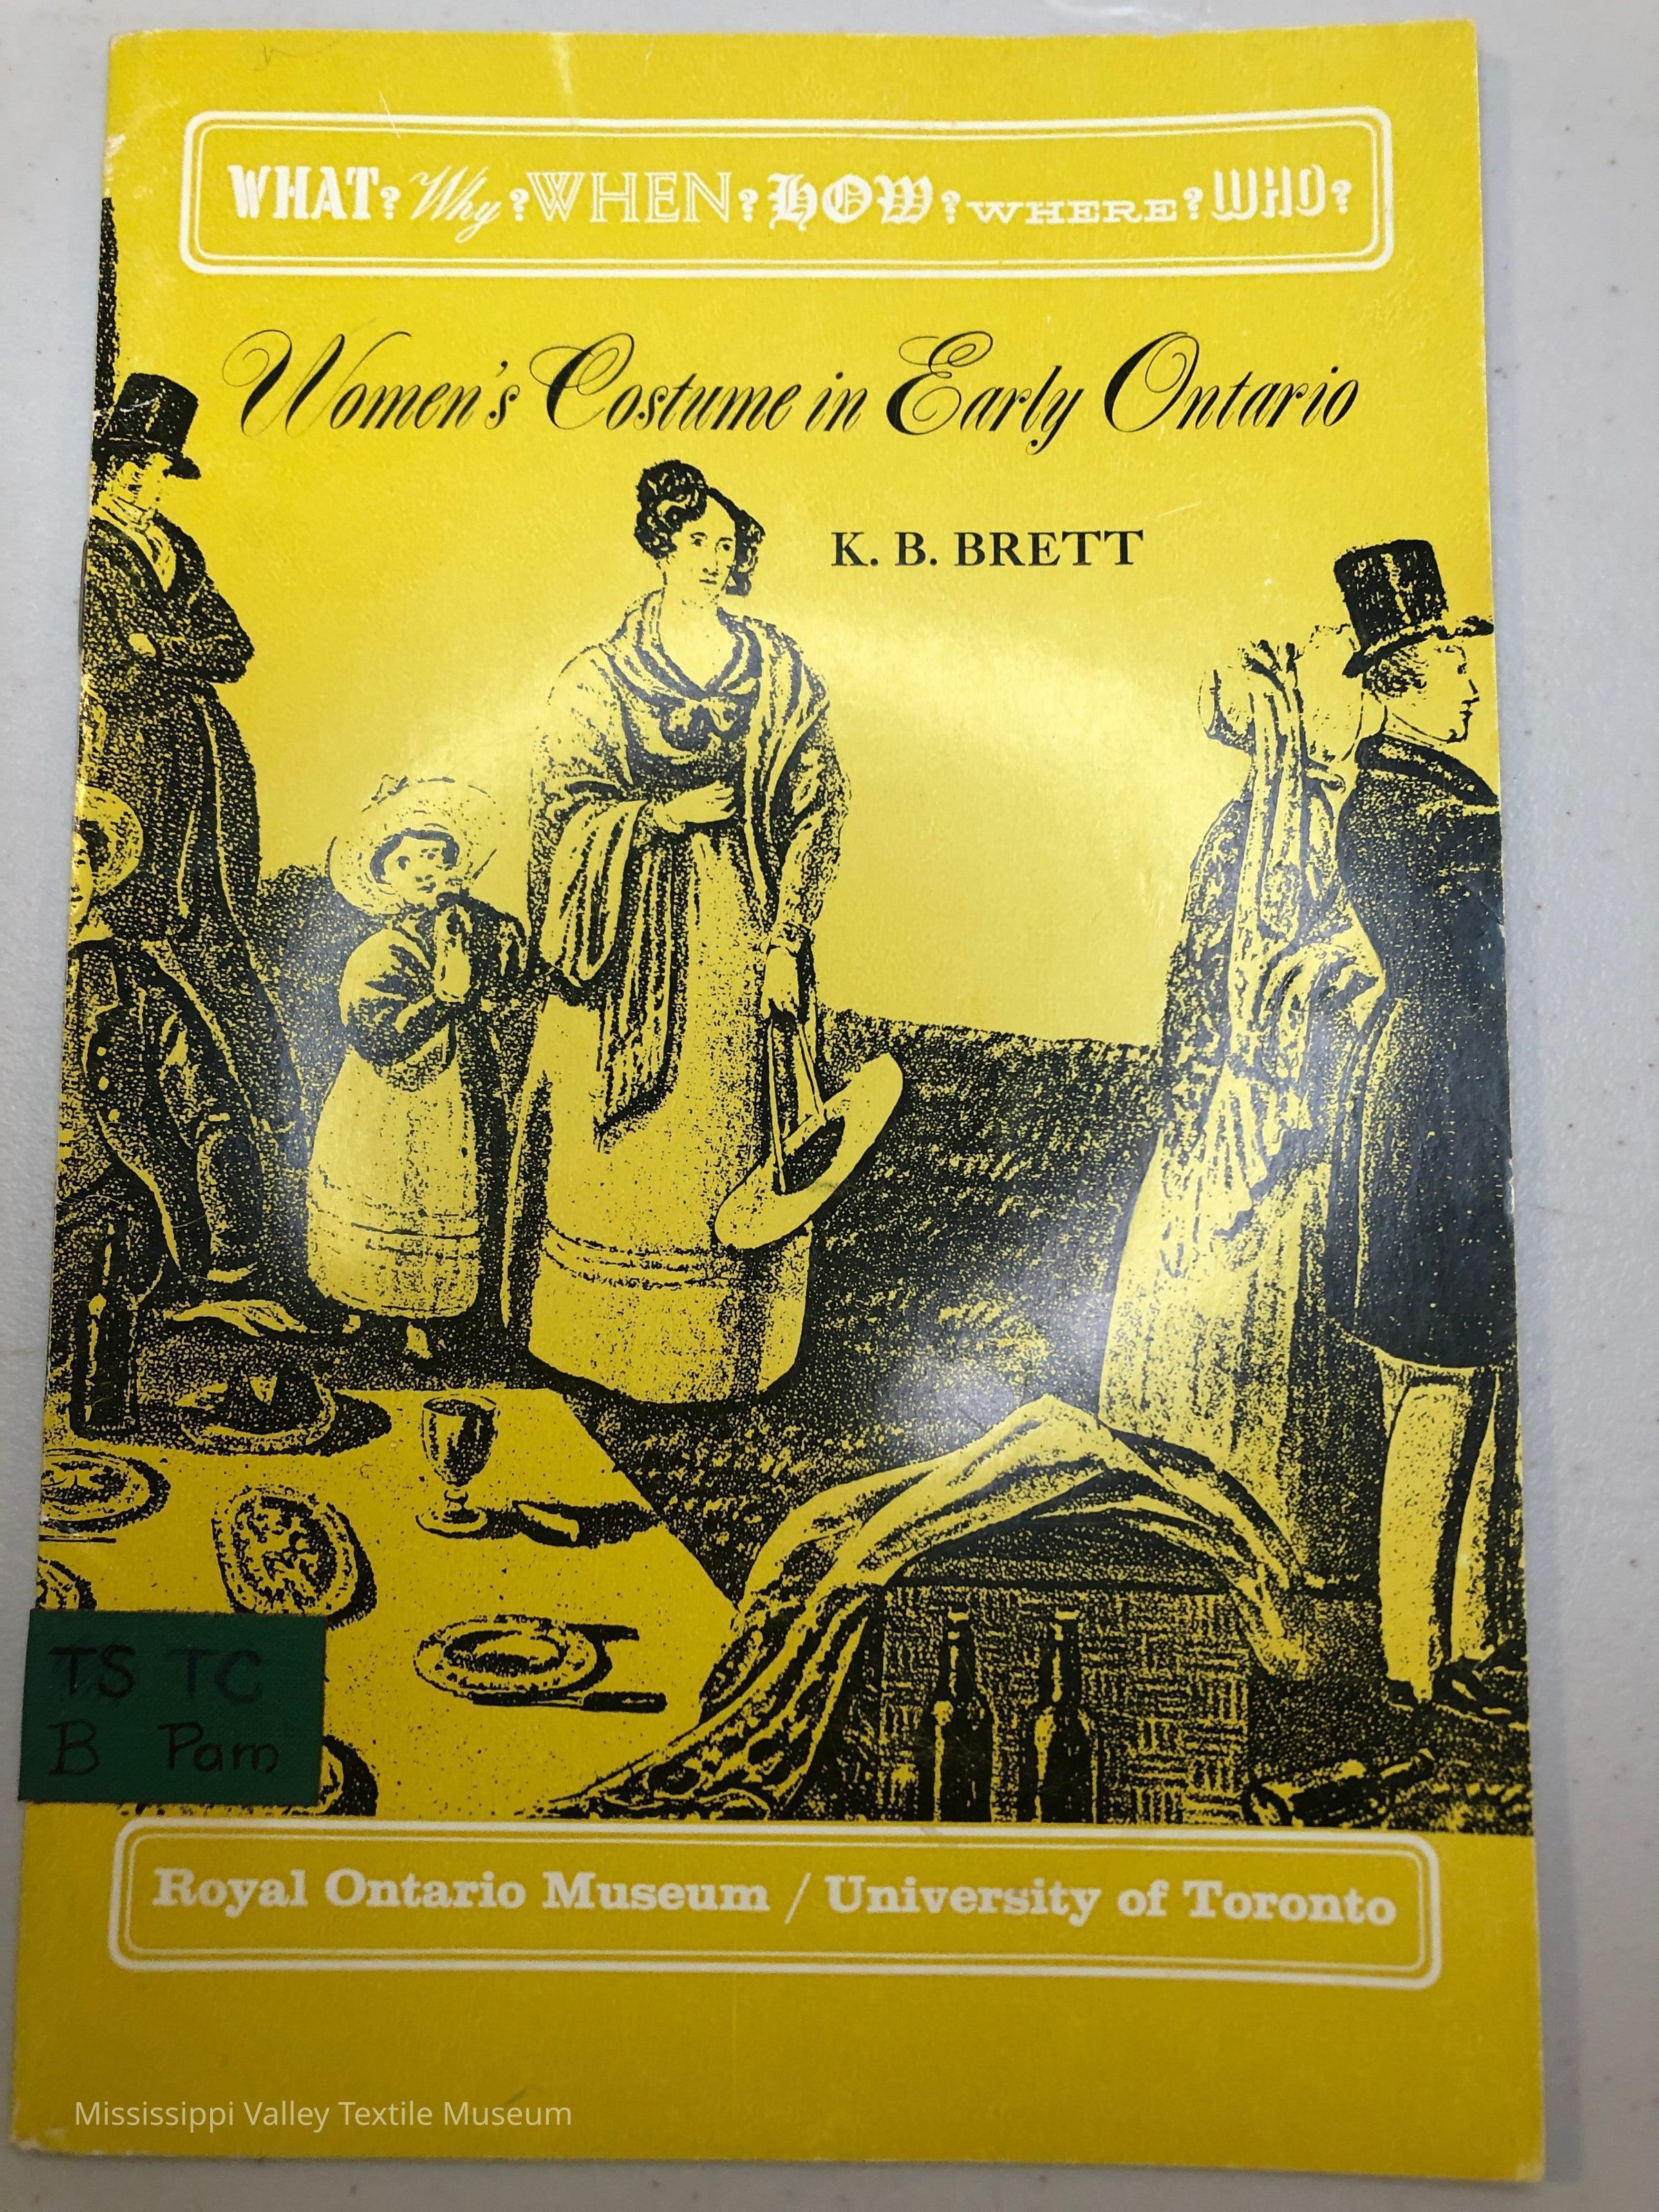 WHAT? Why? WHEN? HOW? WHERE? WHO?
Women's Costume in Early Ontario
K. B. BRETT
TS TC
B Pam
Royal Ontario Museum / University of Toronto
Mississippi Valley Textile Museum